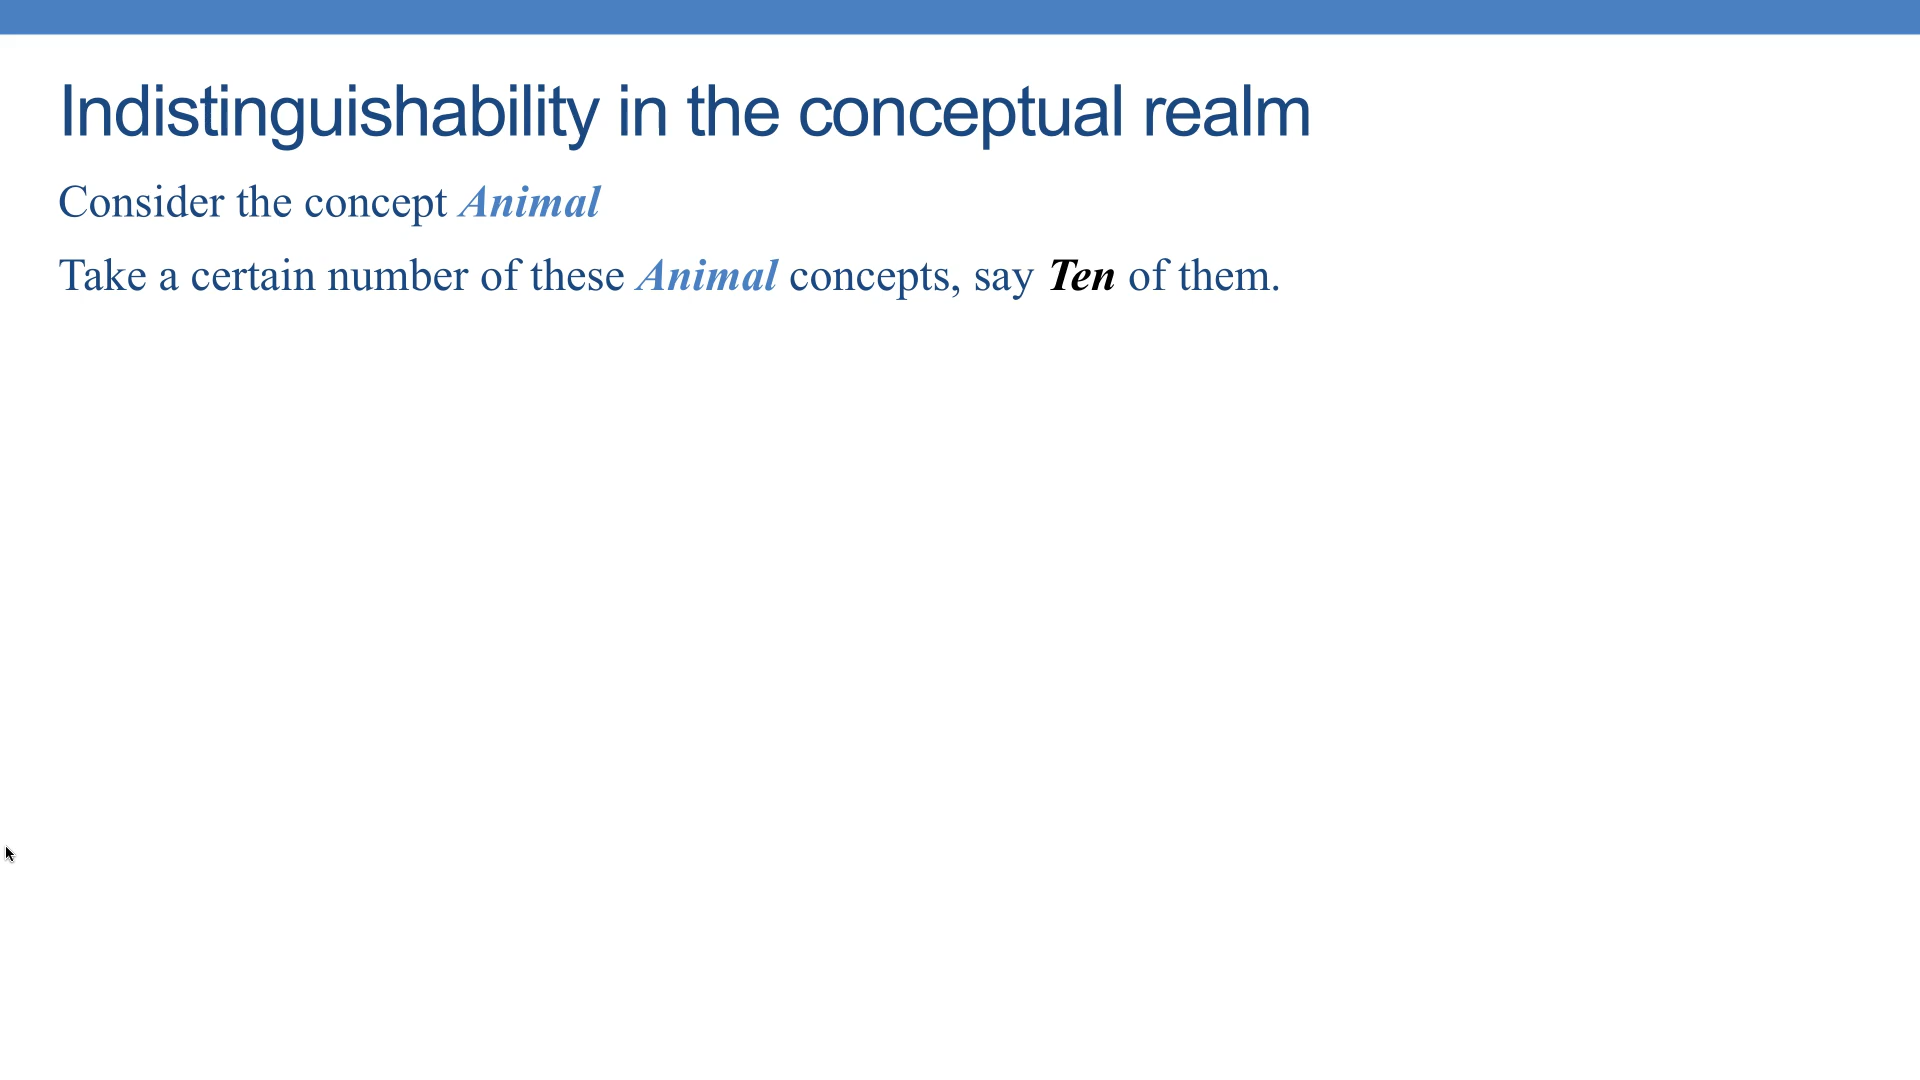 Indistinguishability in the conceptual realm
Consider the concept Animal
Take a certain number of these Animal concepts, say Ten of them.